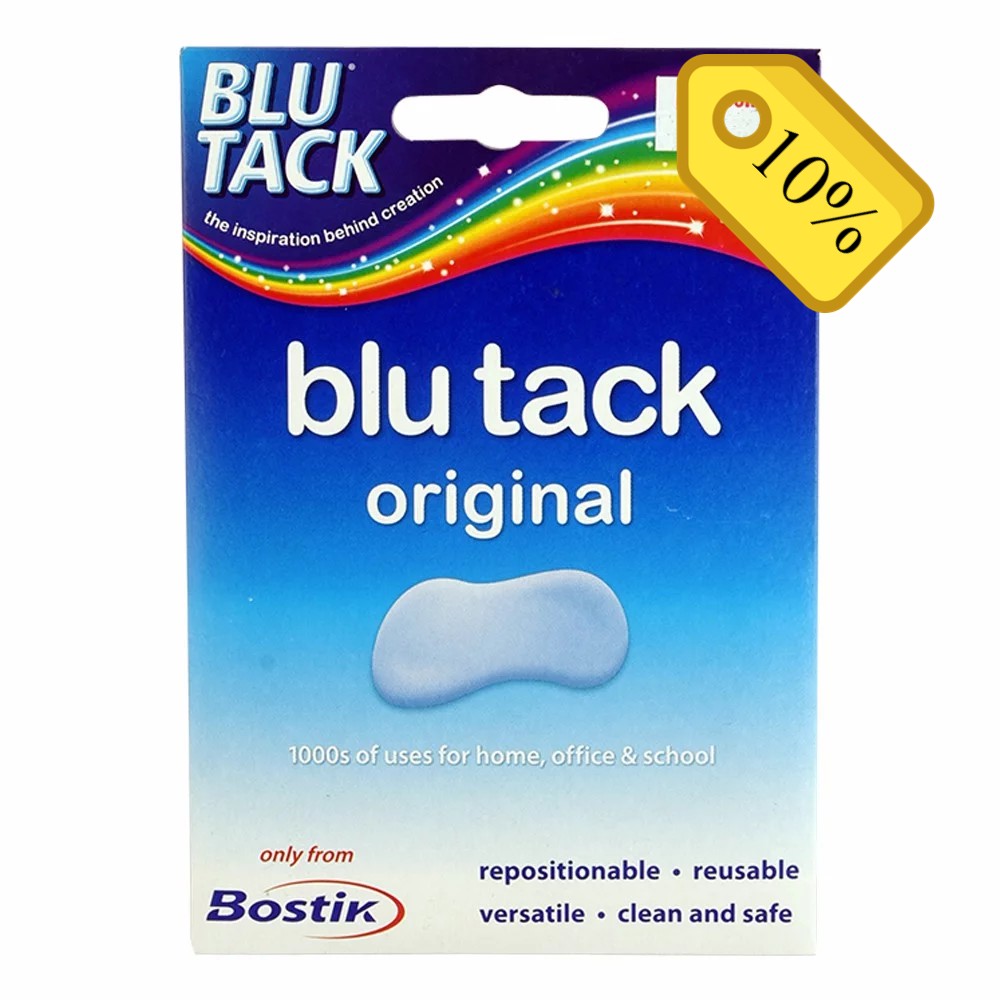 BLU
TACK
the inspiration behind creation
10%
blu tack
original
1000s of uses for home, office & school
only from
Bostik
repositionable • reusable
versatile • clean and safe